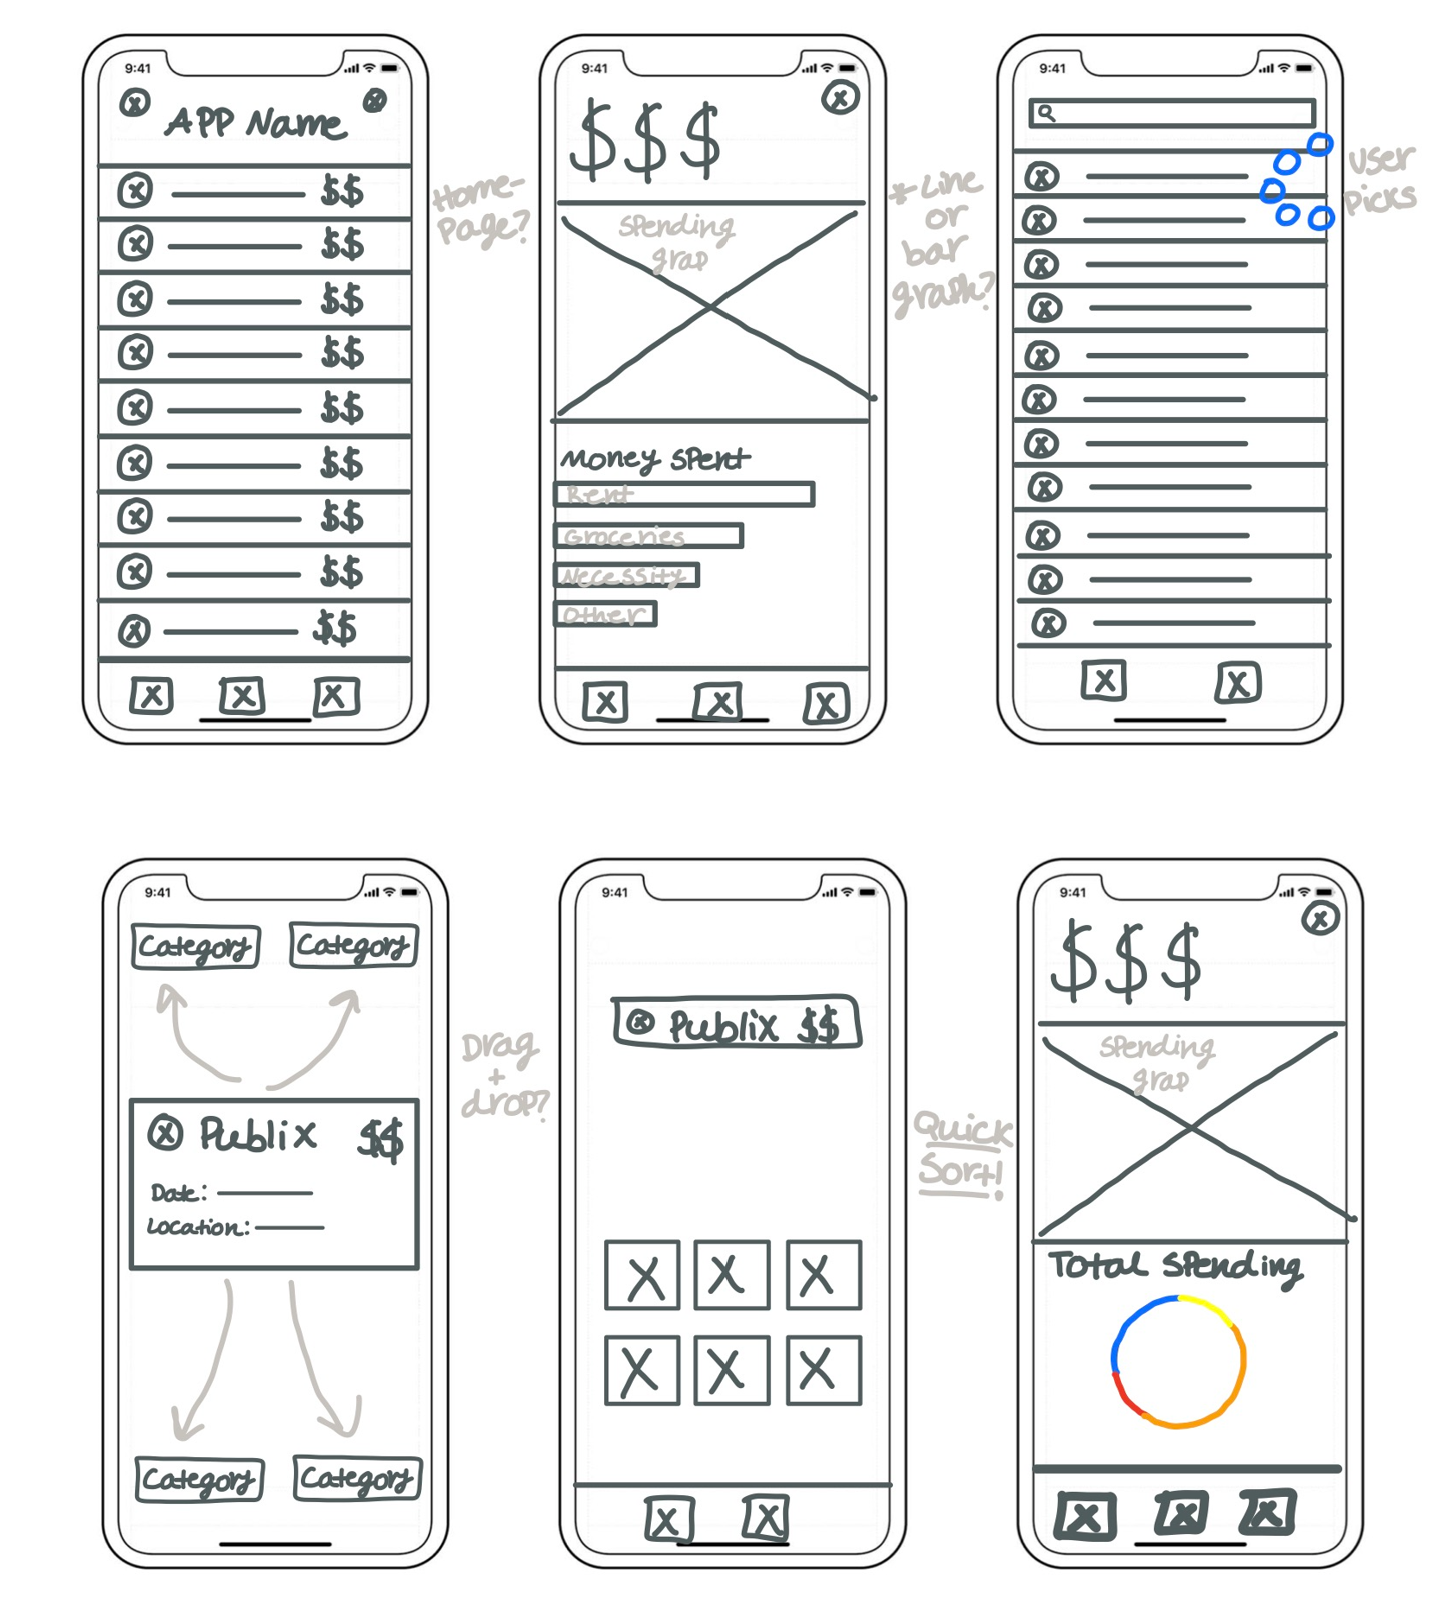 9:41
APP Name
$$
$$
$$
$$
$$
$$
$$
$$
$$
Home-
Page?
9:41
$$$
Spending
grap
Money Spent
Rent
Groceries
Necessity
Other
*Line
or
bar
graph?
9:41
User
picks
9:41
Category Category
Publix $$
Date:
Location:
Category Category
Drag
+
drop?
9:41
Publix $$
Quick
Sort!
9:41
$$$
Spending
grap
Total Spending